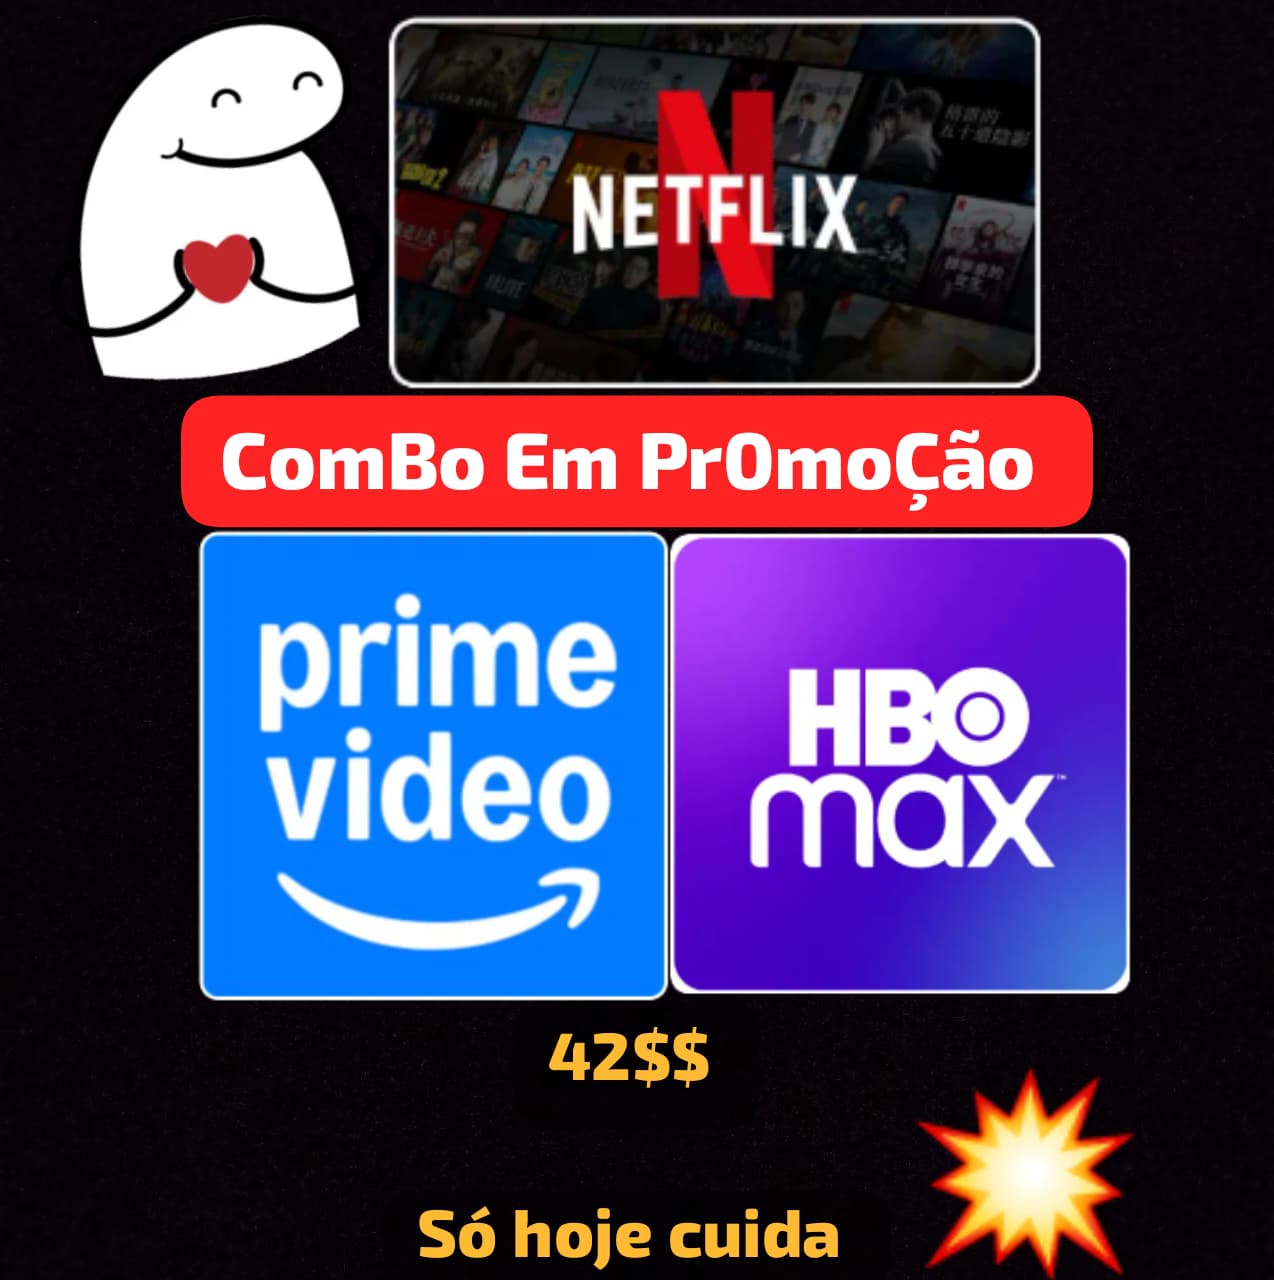 NETFLIX
ComBo Em Pr0moÇão
prime
video
HBO
max
42$$
Só hoje cuida